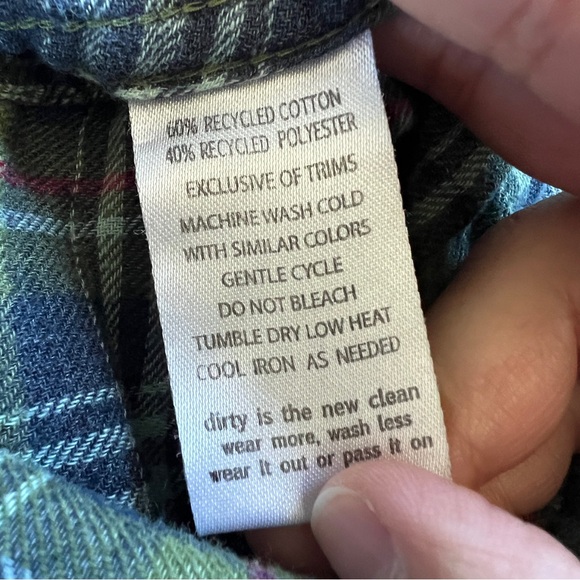 60% RECYCLED COTTON
40% RECYCLED POLYESTER
EXCLUSIVE OF TRIMS
MACHINE WASH COLD
WITH SIMILAR COLORS
GENTLE CYCLE
DO NOT BLEACH
TUMBLE DRY LOW HEAT
COOL IRON AS NEEDED
dirty is the new clean
wear more, wash less
wear it out or pass it on